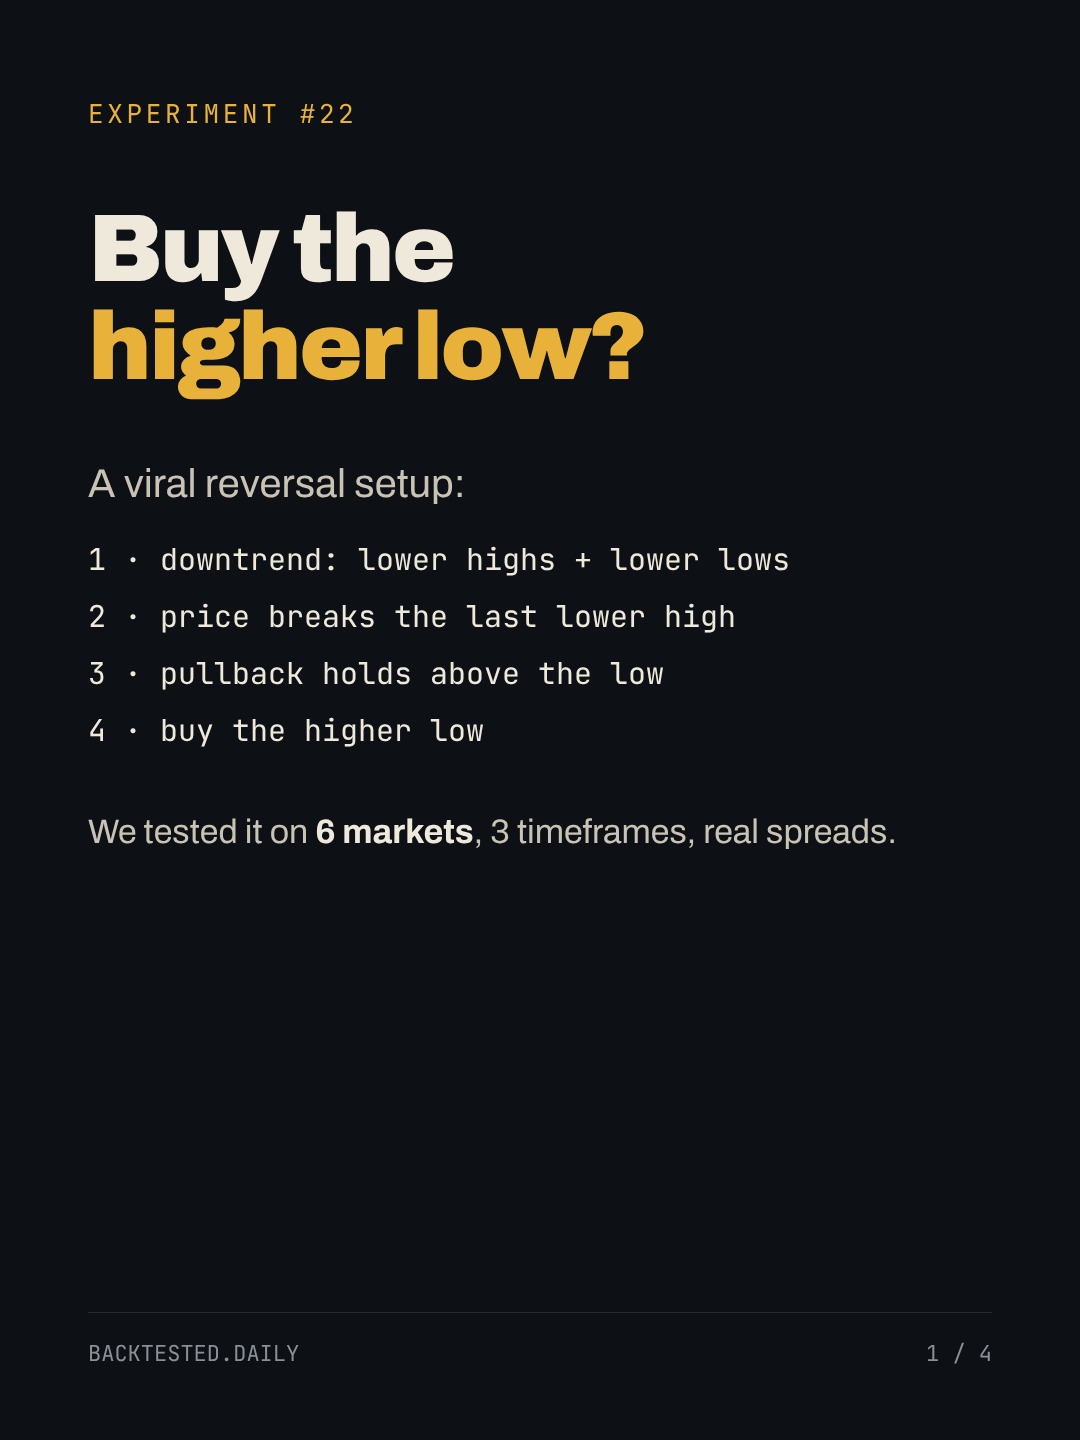 EXPERIMENT #22
Buy the
higher low?
A viral reversal setup:
1 · downtrend: lower highs + lower lows
2 · price breaks the last lower high
3 · pullback holds above the low
4 · buy the higher low
We tested it on 6 markets, 3 timeframes, real spreads.
BACKTESTED.DAILY
1 / 4